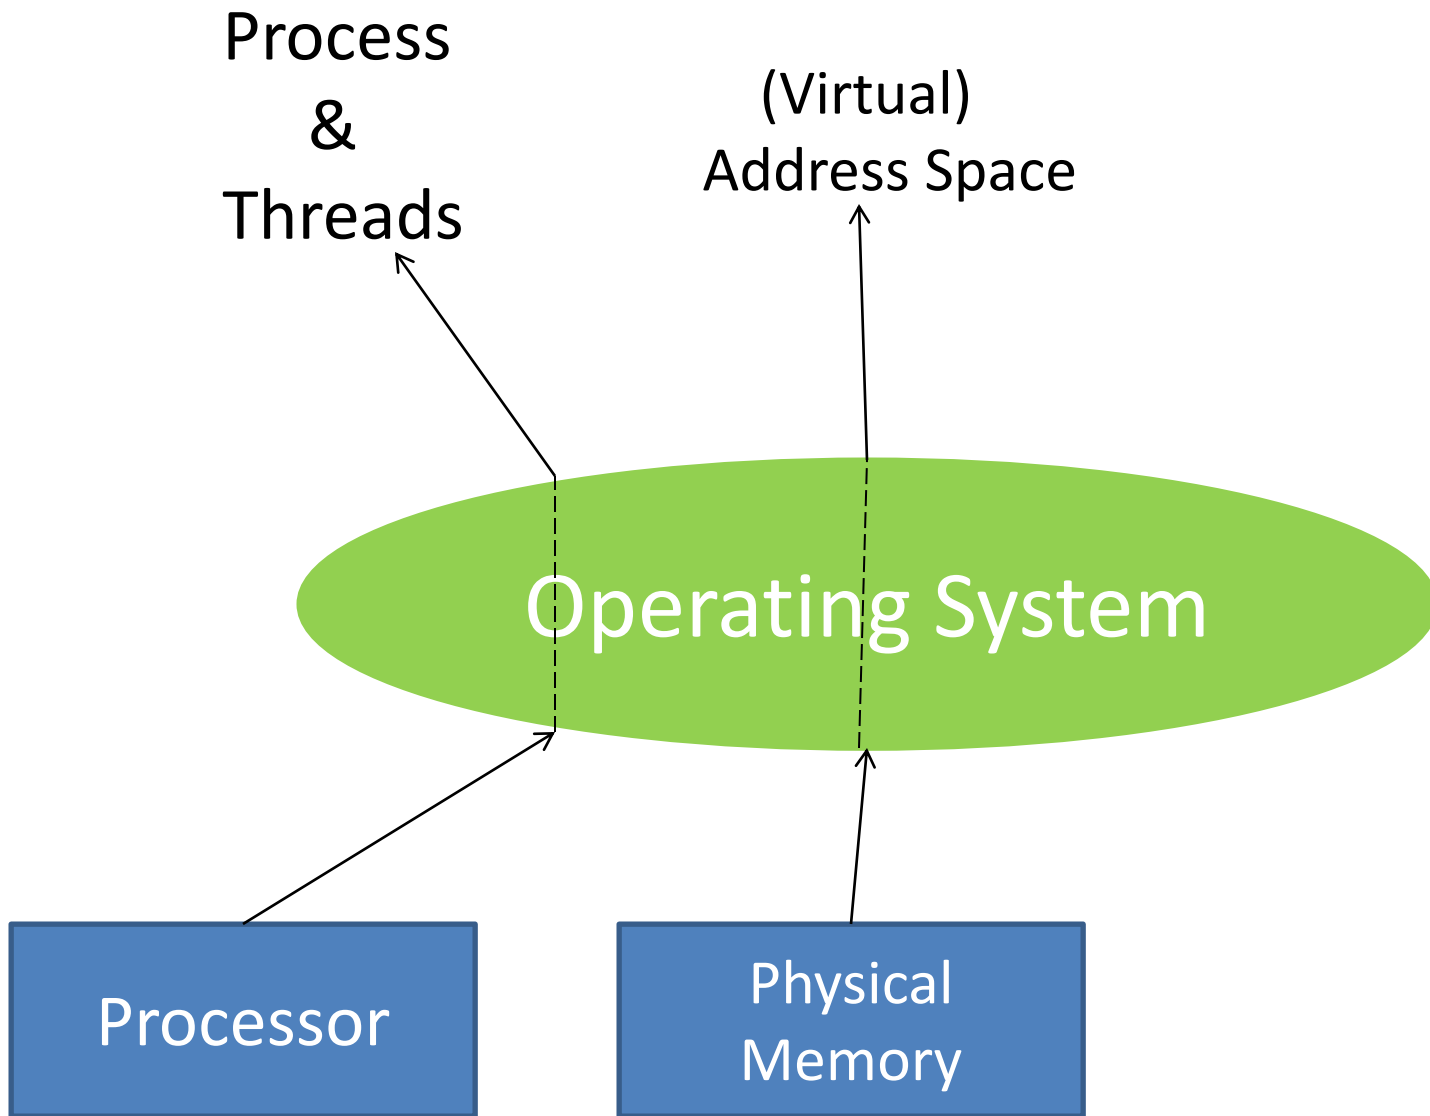 Process
&
Threads
(Virtual)
Address Space
Operating System
Processor
Physical
Memory